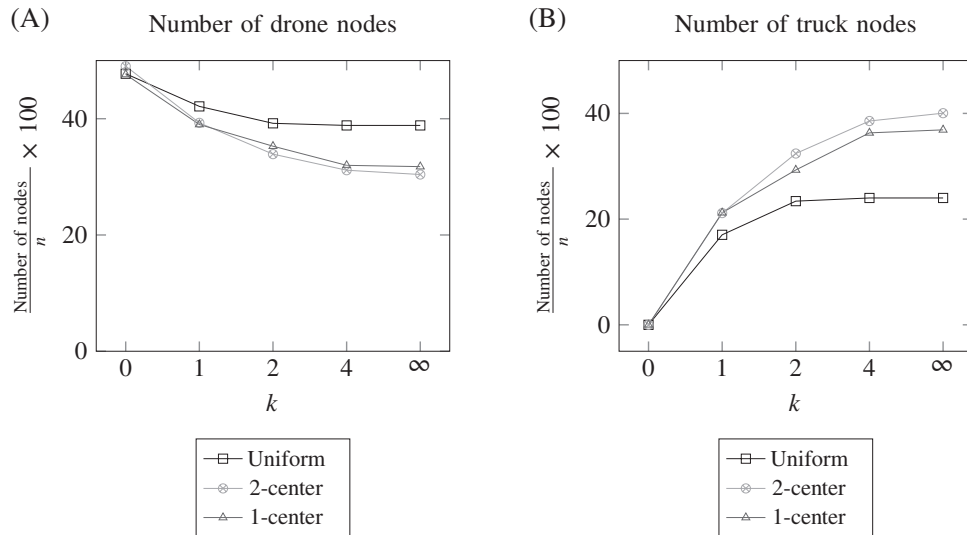 (A)
Number of drone nodes
Number of nodes
n
× 100
40
20
0
0 1 2 4 ∞
k
Uniform
2-center
1-center
(B)
Number of truck nodes
Number of nodes
n
× 100
40
20
0
0 1 2 4 ∞
k
Uniform
2-center
1-center